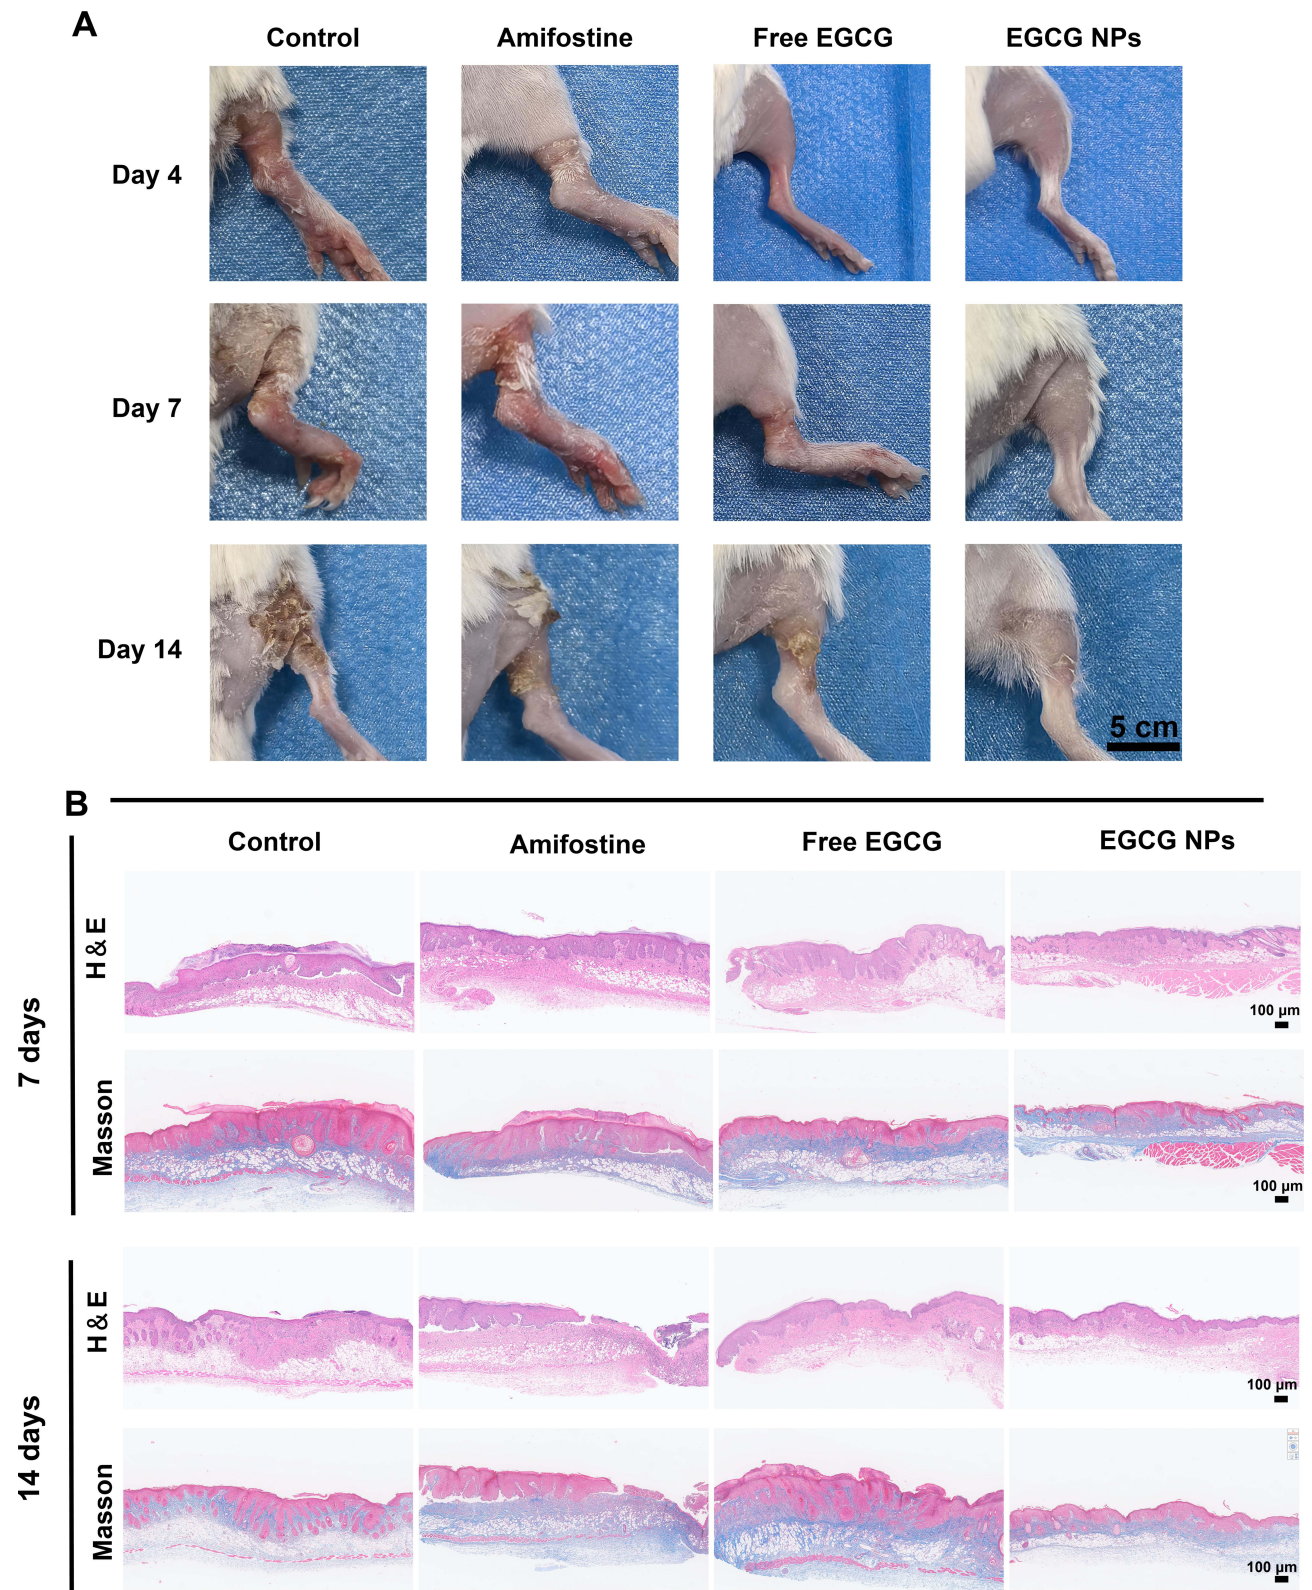 A
Control
Amifostine
Free EGCG
EGCG NPs
Day 4
Day 7
Day 14
5 cm
B
Control
Amifostine
Free EGCG
EGCG NPs
7 days
H & E
100 µm
Masson
100 µm
14 days
H & E
100 µm
Masson
100 µm